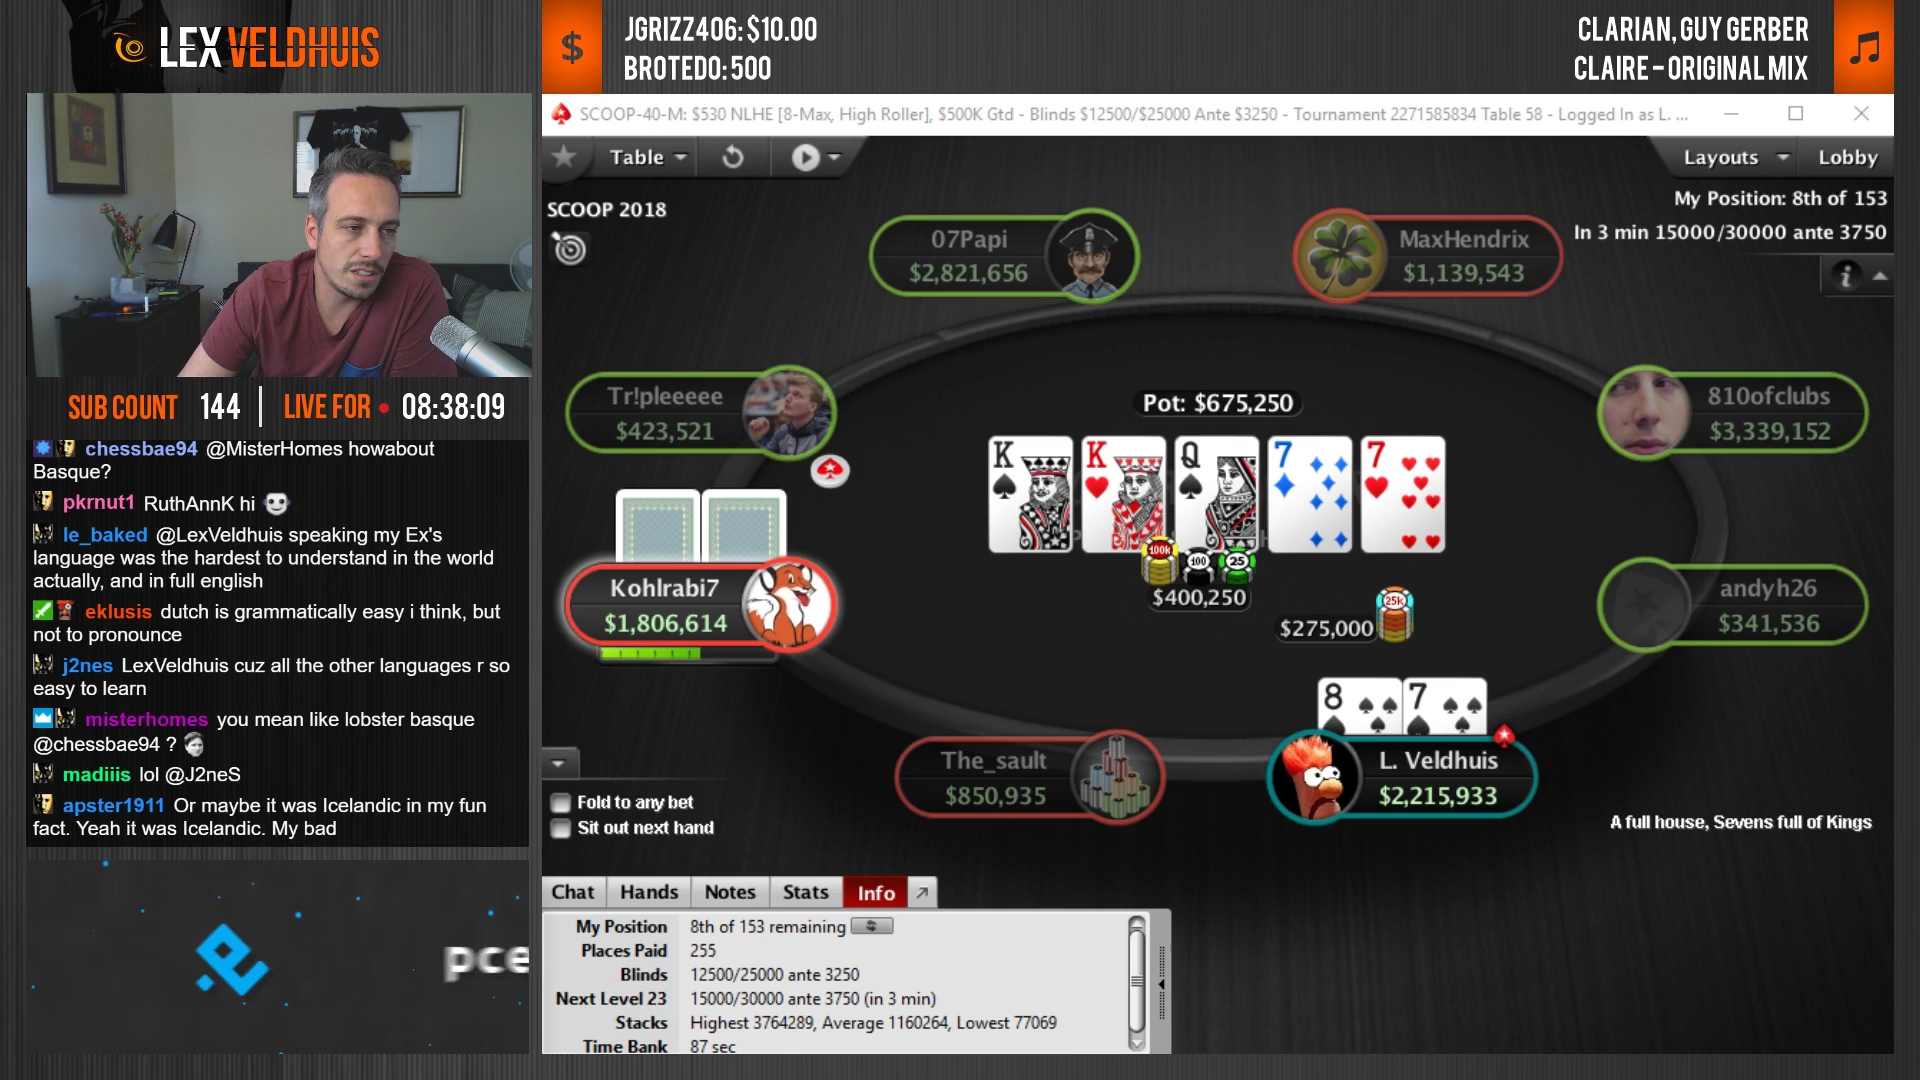 LEX VELDHUIS
$
JGRIZZ406: $10.00
BROTEDO: 500
CLARIAN, GUY GERBER
CLAIRE – ORIGINAL MIX
SCOOP-40-M: $530 NLHE [8-Max, High Roller], $500K Gtd - Blinds $12500/$25000 Ante $3250 - Tournament 2271585834 Table 58 - Logged In as L. ...
Table
Layouts
Lobby
SCOOP 2018
My Position: 8th of 153
In 3 min 15000/30000 ante 3750
i
07Papi
$2,821,656
MaxHendrix
$1,139,543
Tr!pleeeee
$423,521
810ofclubs
$3,339,152
Pot: $675,250
K
K
Q
7
7
100k
100
25
$400,250
25k
$275,000
Kohlrabi7
$1,806,614
andyh26
$341,536
8
7
The_sault
$850,935
L. Veldhuis
$2,215,933
A full house, Sevens full of Kings
Fold to any bet
Sit out next hand
Chat
Hands
Notes
Stats
Info
My Position 8th of 153 remaining
Places Paid 255
Blinds 12500/25000 ante 3250
Next Level 23 15000/30000 ante 3750 (in 3 min)
Stacks Highest 3764289, Average 1160264, Lowest 77069
Time Bank 87 sec
SUB COUNT 144 | LIVE FOR 08:38:09
chessbae94 @MisterHomes howabout
Basque?
pkrnut1 RuthAnnK hi
le_baked @LexVeldhuis speaking my Ex's
language was the hardest to understand in the world
actually, and in full english
eklusis dutch is grammatically easy i think, but
not to pronounce
j2nes LexVeldhuis cuz all the other languages r so
easy to learn
misterhomes you mean like lobster basque
@chessbae94 ?
madiiis lol @J2neS
apster1911 Or maybe it was Icelandic in my fun
fact. Yeah it was Icelandic. My bad
pce